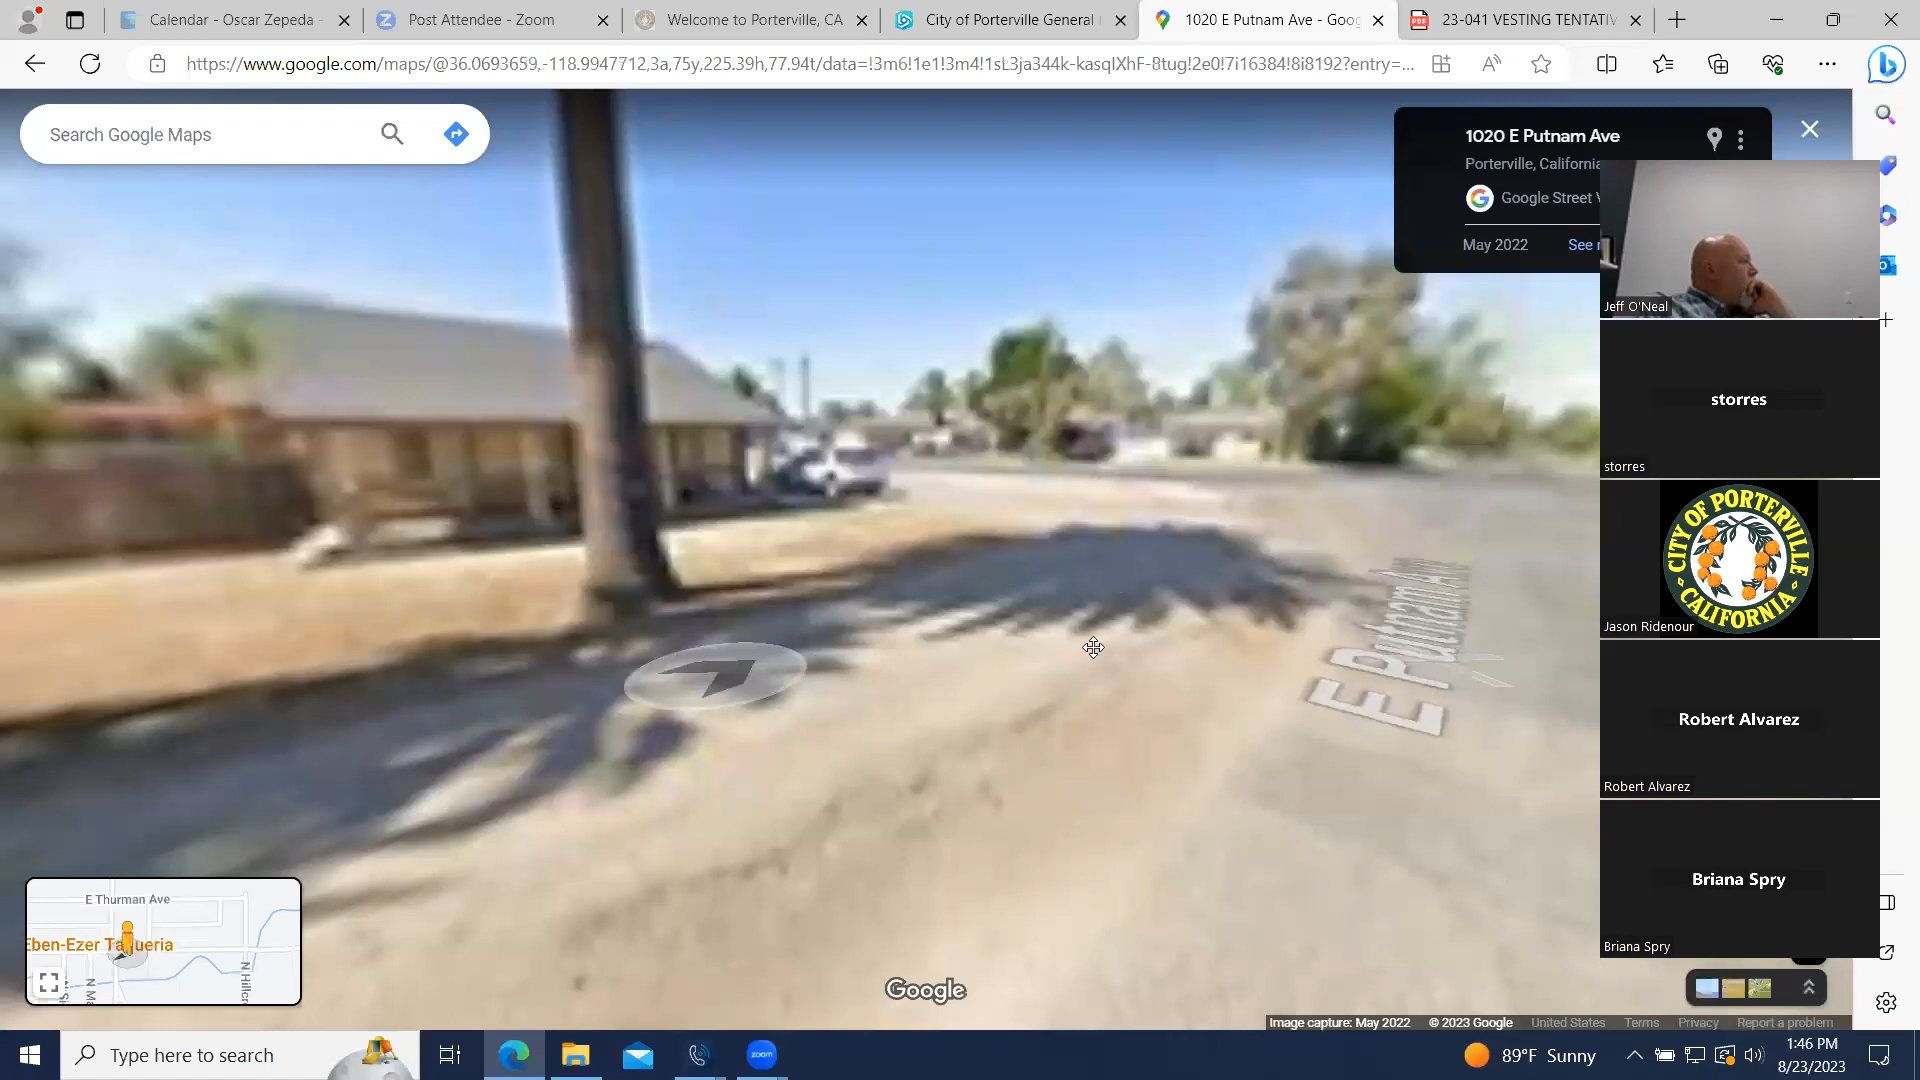 Calendar - Oscar Zepeda -
Post Attendee - Zoom
Welcome to Porterville, CA
City of Porterville General
1020 E Putnam Ave - Goog
23-041 VESTING TENTATIV
https://www.google.com/maps/@36.0693659,-118.9947712,3a,75y,225.39h,77.94t/data=!3m6!1e1!3m4!1sL3ja344k-kasqIXhF-8tug!2e0!7i16384!8i8192?entry=...
Search Google Maps
1020 E Putnam Ave
Porterville, California
Google Street V
May 2022
See
Jeff O'Neal
storres
storres
CITY OF PORTERVILLE
CALIFORNIA
Jason Ridenour
Robert Alvarez
Robert Alvarez
Briana Spry
Briana Spry
E Putnam Av
E Thurman Ave
Eben-Ezer Taqueria
N Hillcr
Google
Image capture: May 2022 © 2023 Google United States Terms Privacy Report a problem
Type here to search
zoom
89°F Sunny
1:46 PM
8/23/2023